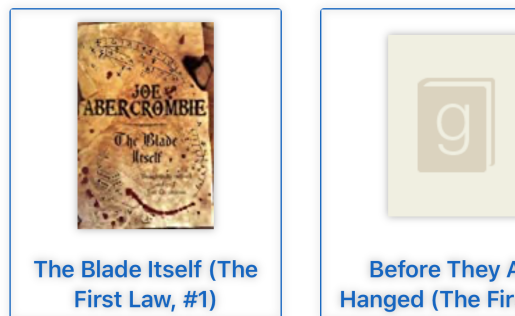 JOE
ABERCROMBIE
The Blade
Itself
g
The Blade Itself (The
First Law, #1)
Before They A
Hanged (The Fir